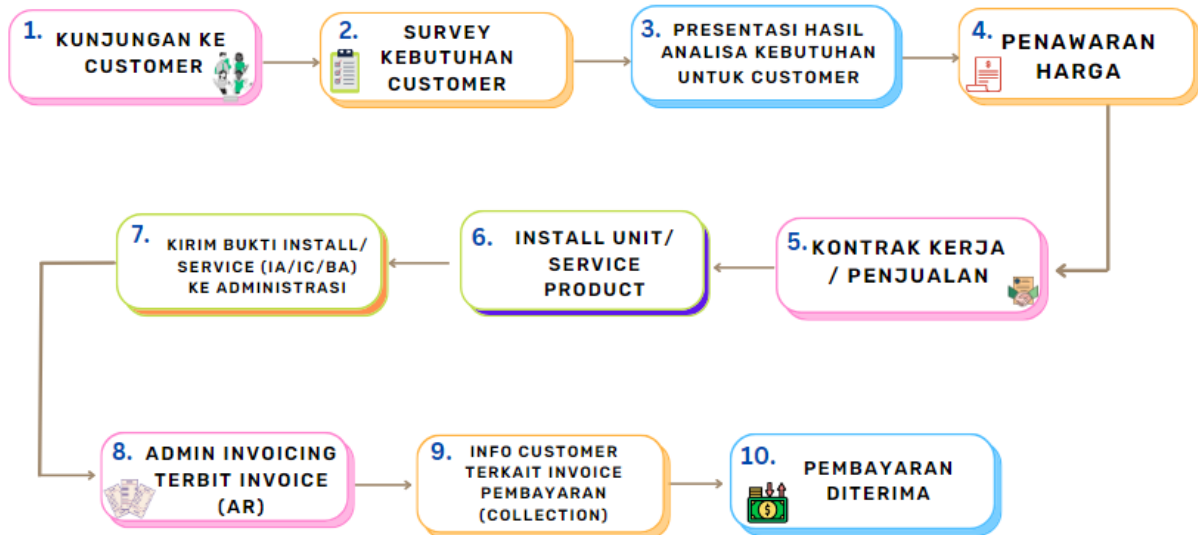 1. KUNJUNGAN KE
CUSTOMER
2. SURVEY
KEBUTUHAN
CUSTOMER
3. PRESENTASI HASIL
ANALISA KEBUTUHAN
UNTUK CUSTOMER
4. PENAWARAN
HARGA
5. KONTRAK KERJA
/ PENJUALAN
6. INSTALL UNIT/
SERVICE
PRODUCT
7. KIRIM BUKTI INSTALL/
SERVICE (IA/IC/BA)
KE ADMINISTRASI
8. ADMIN INVOICING
TERBIT INVOICE
(AR)
9. INFO CUSTOMER
TERKAIT INVOICE
PEMBAYARAN
(COLLECTION)
10. PEMBAYARAN
DITERIMA